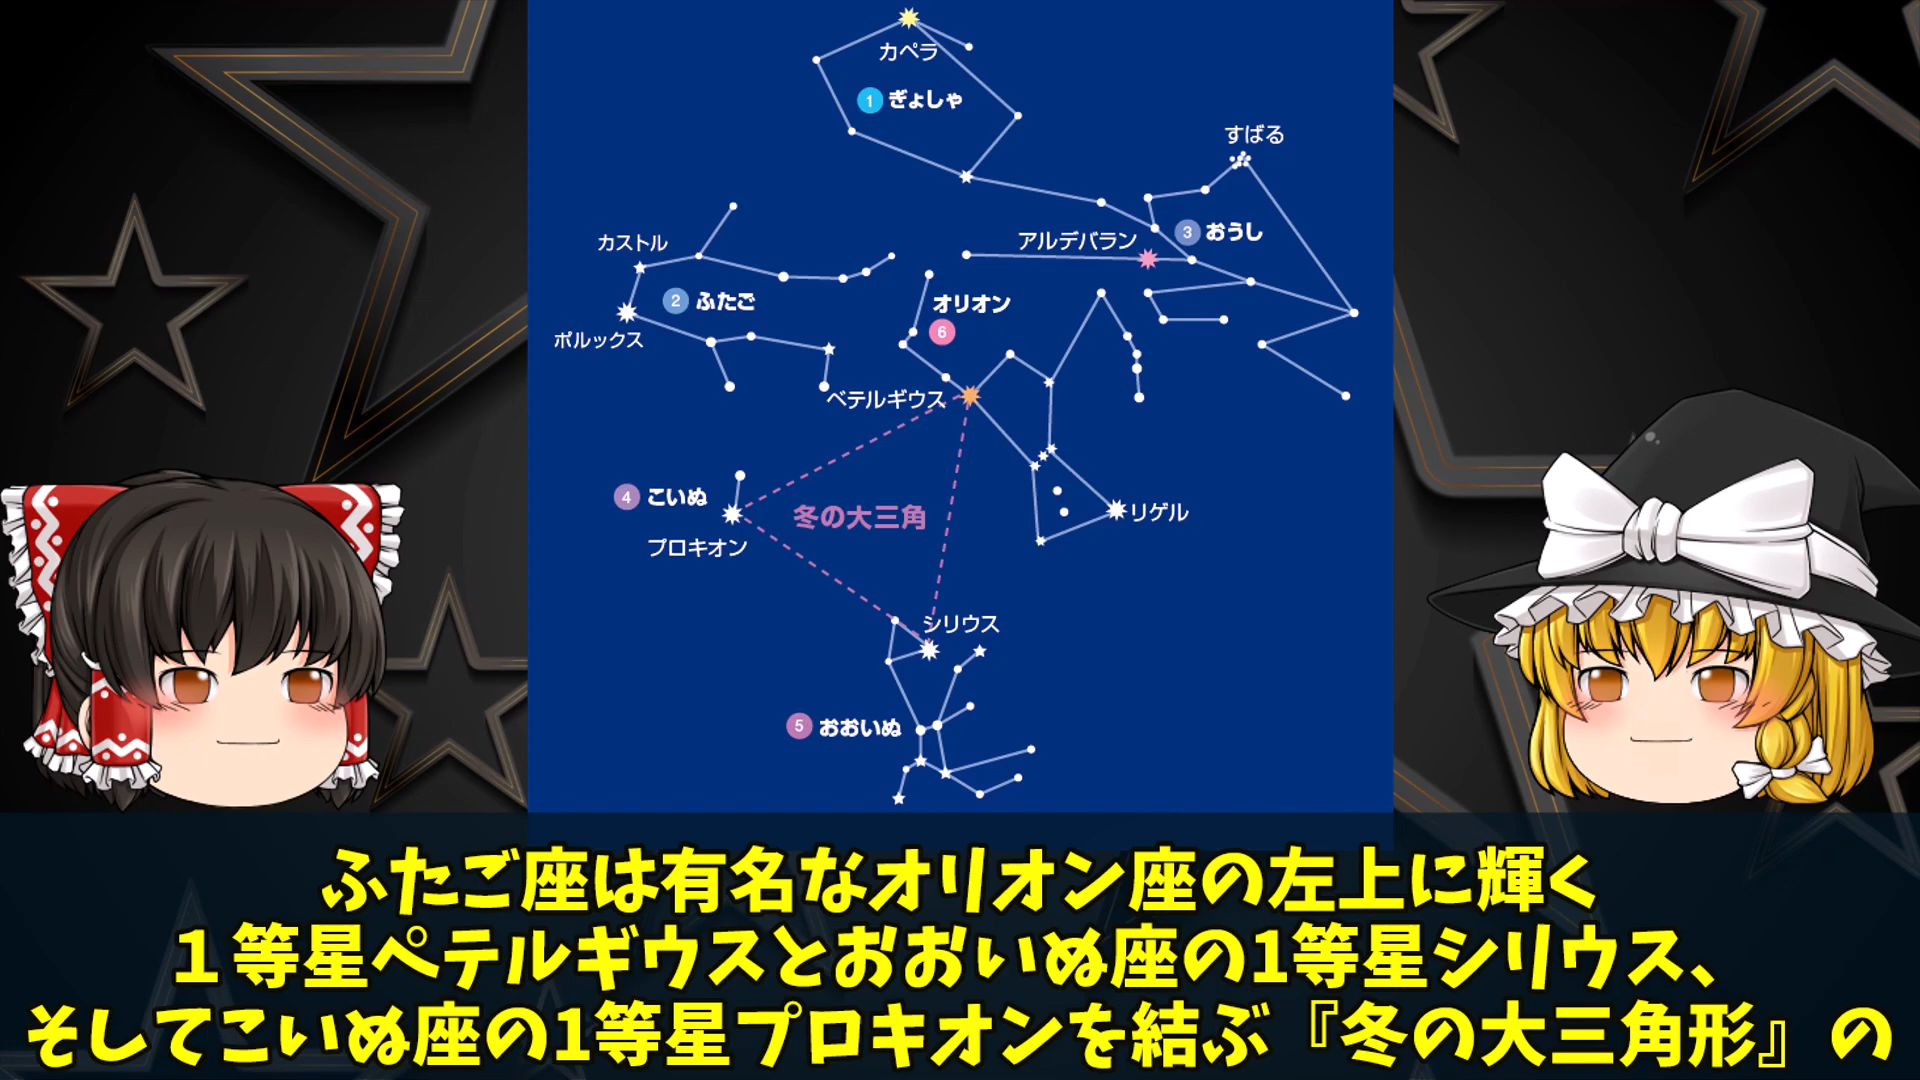 カペラ
1 ぎょしゃ
すばる
3 おうし
アルデバラン
カストル
2 ふたご
ポルックス
オリオン
6
ベテルギウス
4 こいぬ
プロキオン
冬の大三角
リゲル
シリウス
5 おおいぬ
ふたご座は有名なオリオン座の左上に輝く
１等星ペテルギウスとおおいぬ座の1等星シリウス、
そしてこいぬ座の1等星プロキオンを結ぶ『冬の大三角形』の